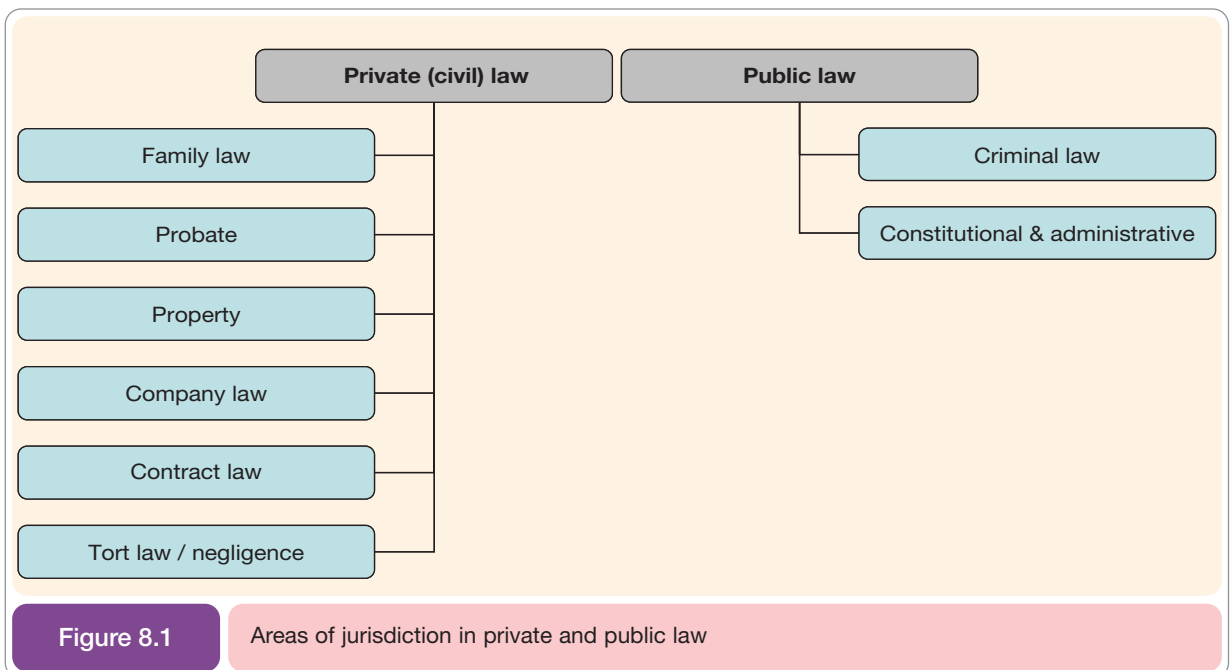 Private (civil) law
Public law
Family law
Probate
Property
Company law
Contract law
Tort law / negligence
Criminal law
Constitutional & administrative
Figure 8.1
Areas of jurisdiction in private and public law